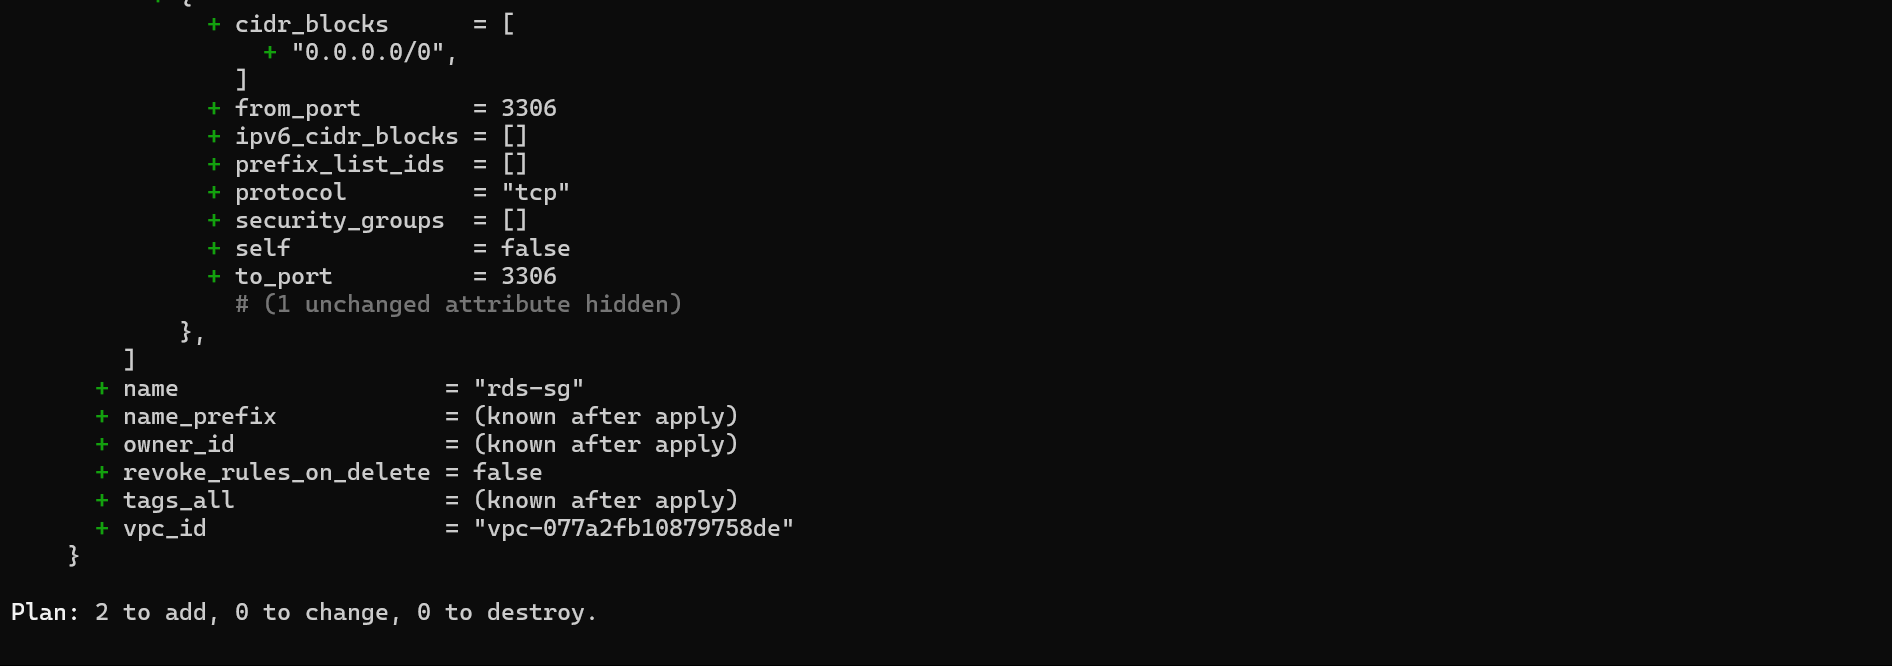 + {
+ cidr_blocks      = [
+ "0.0.0.0/0",
]
+ from_port        = 3306
+ ipv6_cidr_blocks = []
+ prefix_list_ids  = []
+ protocol         = "tcp"
+ security_groups  = []
+ self             = false
+ to_port          = 3306
# (1 unchanged attribute hidden)
},
]
+ name                   = "rds-sg"
+ name_prefix            = (known after apply)
+ owner_id               = (known after apply)
+ revoke_rules_on_delete = false
+ tags_all               = (known after apply)
+ vpc_id                 = "vpc-077a2fb10879758de"
}
Plan: 2 to add, 0 to change, 0 to destroy.